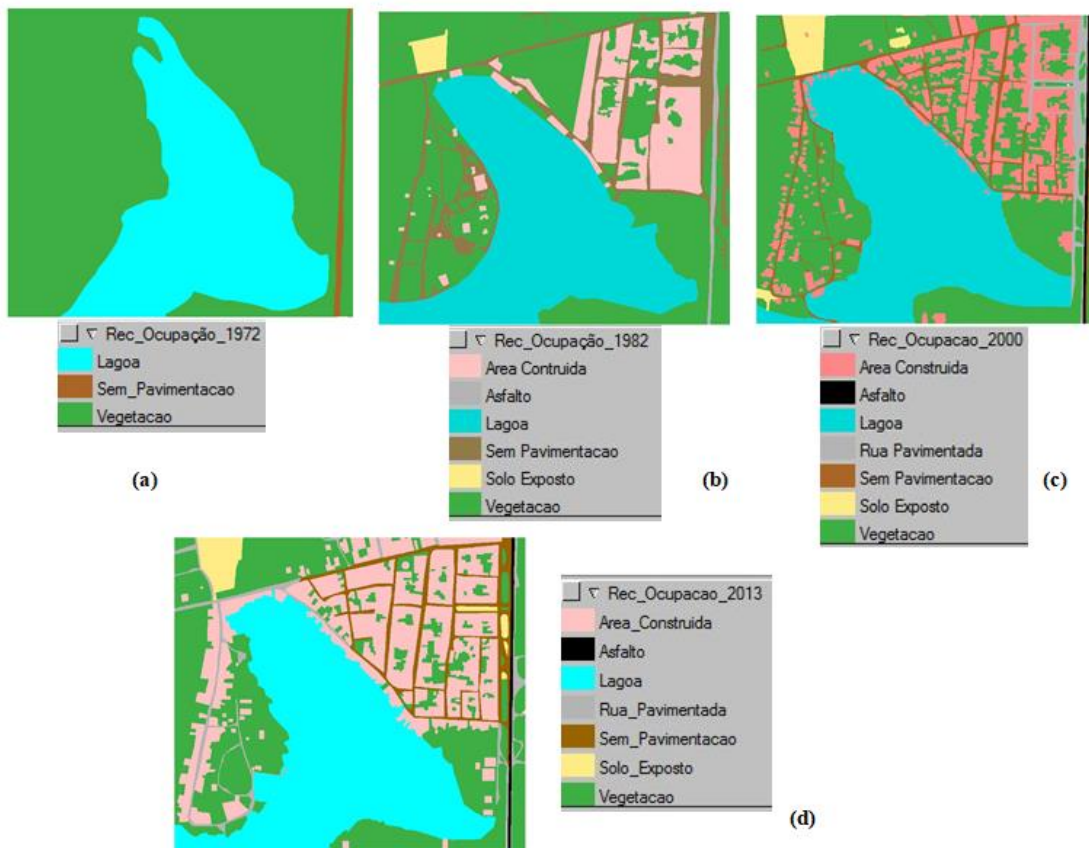 Rec_Ocupação_1972
Lagoa
Sem_Pavimentacao
Vegetacao
(a)
Rec_Ocupação_1982
Area Contruida
Asfalto
Lagoa
Sem Pavimentacao
Solo Exposto
Vegetacao
(b)
Rec_Ocupacao_2000
Area Construida
Asfalto
Lagoa
Rua Pavimentada
Sem Pavimentacao
Solo Exposto
Vegetacao
(c)
Rec_Ocupacao_2013
Area_Construida
Asfalto
Lagoa
Rua_Pavimentada
Sem_Pavimentacao
Solo_Exposto
Vegetacao
(d)